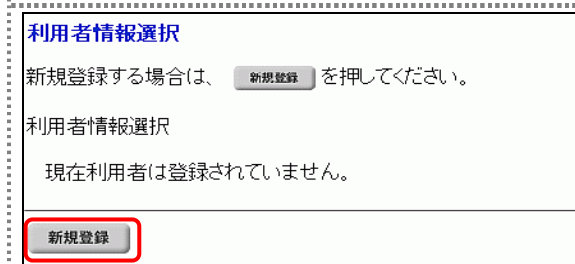 利用者情報選択
新規登録する場合は、 新規登録 を押してください。
利用者情報選択
現在利用者は登録されていません。
新規登録